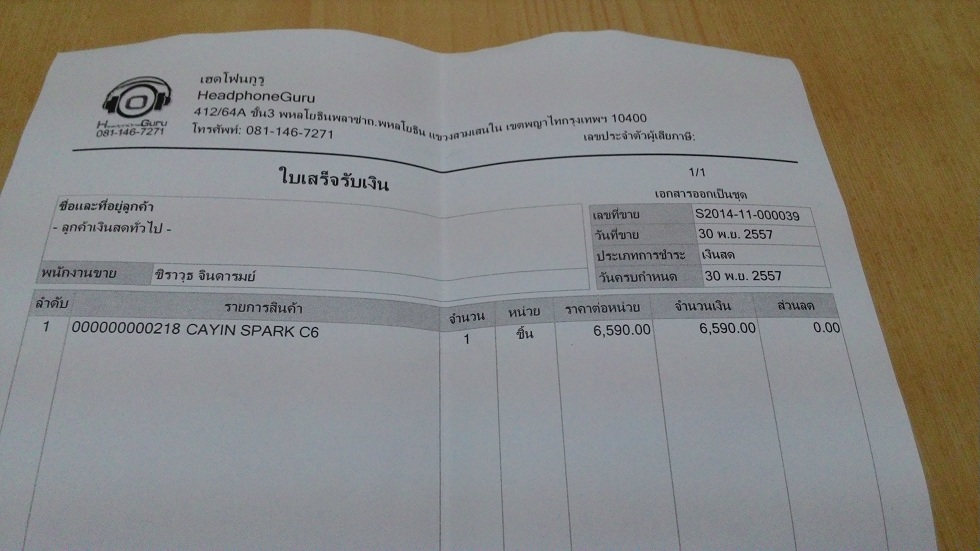 เฮดโฟนกูรู
HeadphoneGuru
412/64A ชั้น3 พหลโยธินพลาซ่าถ.พหลโยธิน แขวงสามเสนใน เขตพญาไทกรุงเทพฯ 10400
โทรศัพท์: 081-146-7271
เลขประจำตัวผู้เสียภาษี:
HeadphoneGuru
081-146-7271
ใบเสร็จรับเงิน
1/1
เอกสารออกเป็นชุด
ชื่อและที่อยู่ลูกค้า
- ลูกค้าเงินสดทั่วไป -
เลขที่ขาย S2014-11-000039
วันที่ขาย 30 พ.ย. 2557
ประเภทการชำระ เงินสด
วันครบกำหนด 30 พ.ย. 2557
พนักงานขาย ชิราวุธ จินดารมย์
ลำดับ รายการสินค้า จำนวน หน่วย ราคาต่อหน่วย จำนวนเงิน ส่วนลด
1 000000000218 CAYIN SPARK C6 1 ชิ้น 6,590.00 6,590.00 0.00